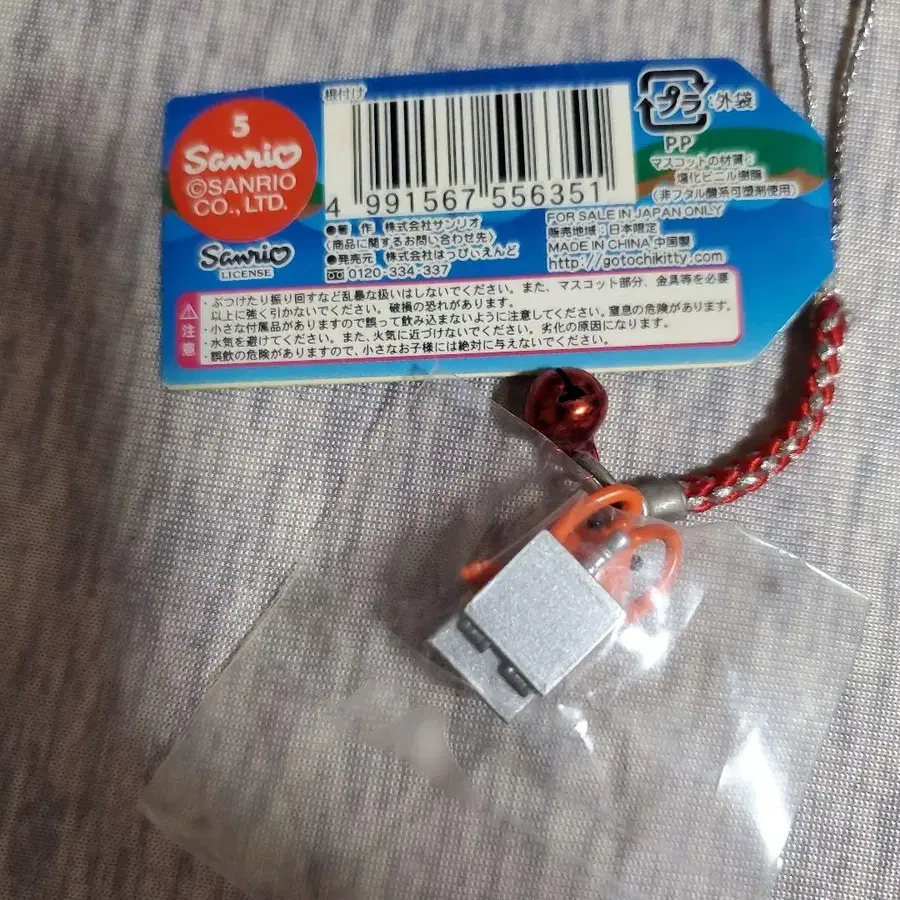 5
Sanrio
©SANRIO
CO., LTD.
Sanrio
LICENSE
根付け
4 991567 556351
プラ :外袋
PP
マスコットの材質:
塩化ビニル樹脂
(非フタル酸系可塑剤使用)
●著 作 株式会社サンリオ
〈商品に関するお問い合わせ先〉
●発売元 株式会社はっぴぃえんど
0120-334-337
FOR SALE IN JAPAN ONLY
販売地域:日本限定
MADE IN CHINA 中国製
http://gotochikitty.com
注意
・ぶつけたり振り回すなど乱暴な扱いはしないでください。また、マスコット部分、金具等を必要
以上に強く引かないでください。破損の恐れがあります。
・小さな付属品がありますので誤って飲み込まないように注意してください。窒息の危険があります。
・水気を避けてください。また、火気に近づけないでください。劣化の原因になります。
・誤飲の危険がありますので、小さなお子様には絶対に与えないでください。